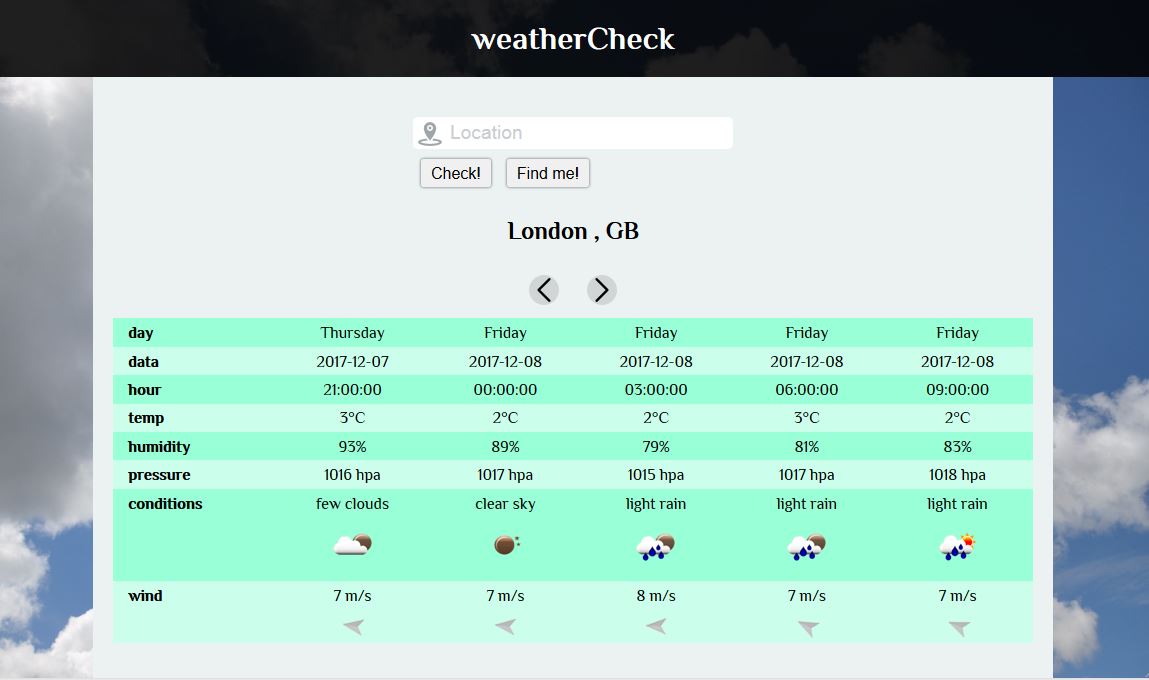 weatherCheck
Location
Check! Find me!
London , GB
day Thursday Friday Friday Friday Friday
data 2017-12-07 2017-12-08 2017-12-08 2017-12-08 2017-12-08
hour 21:00:00 00:00:00 03:00:00 06:00:00 09:00:00
temp 3°C 2°C 2°C 3°C 2°C
humidity 93% 89% 79% 81% 83%
pressure 1016 hpa 1017 hpa 1015 hpa 1017 hpa 1018 hpa
conditions few clouds clear sky light rain light rain light rain
wind 7 m/s 7 m/s 8 m/s 7 m/s 7 m/s